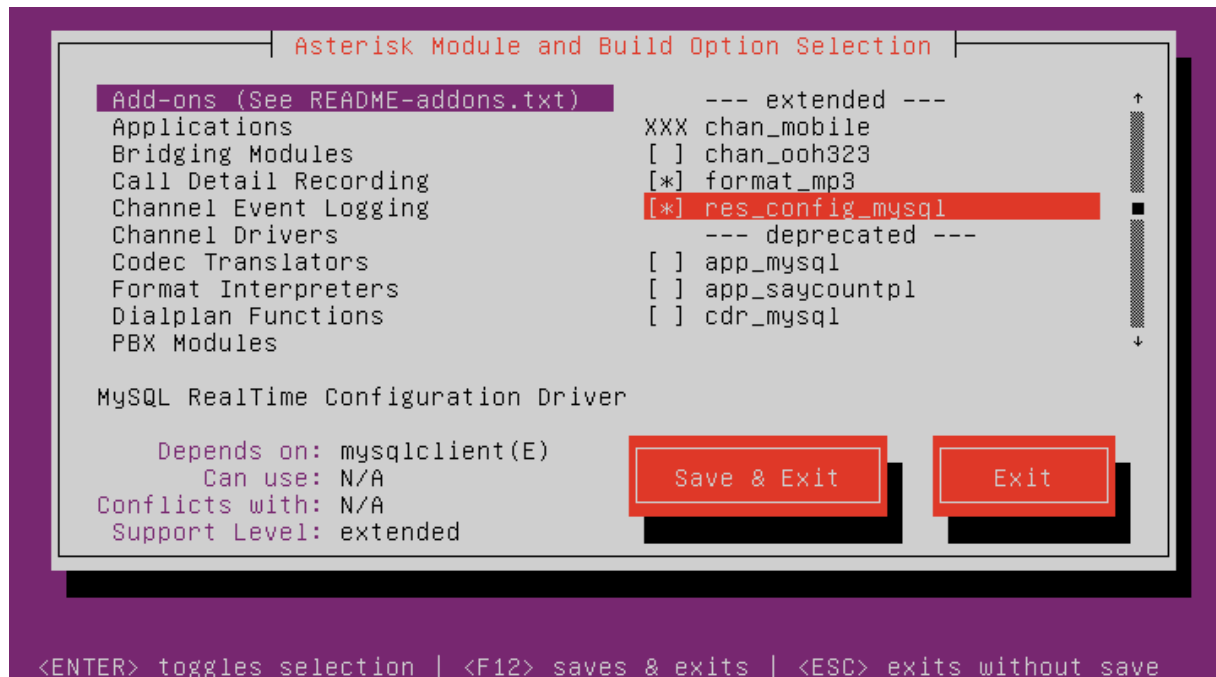 Asterisk Module and Build Option Selection
Add-ons (See README-addons.txt)
Applications
Bridging Modules
Call Detail Recording
Channel Event Logging
Channel Drivers
Codec Translators
Format Interpreters
Dialplan Functions
PBX Modules
--- extended ---
XXX chan_mobile
[ ] chan_ooh323
[*] format_mp3
[*] res_config_mysql
--- deprecated ---
[ ] app_mysql
[ ] app_saycountpl
[ ] cdr_mysql
MySQL RealTime Configuration Driver
Depends on: mysqlclient(E)
Can use: N/A
Conflicts with: N/A
Support Level: extended
Save & Exit
Exit
<ENTER> toggles selection | <F12> saves & exits | <ESC> exits without save